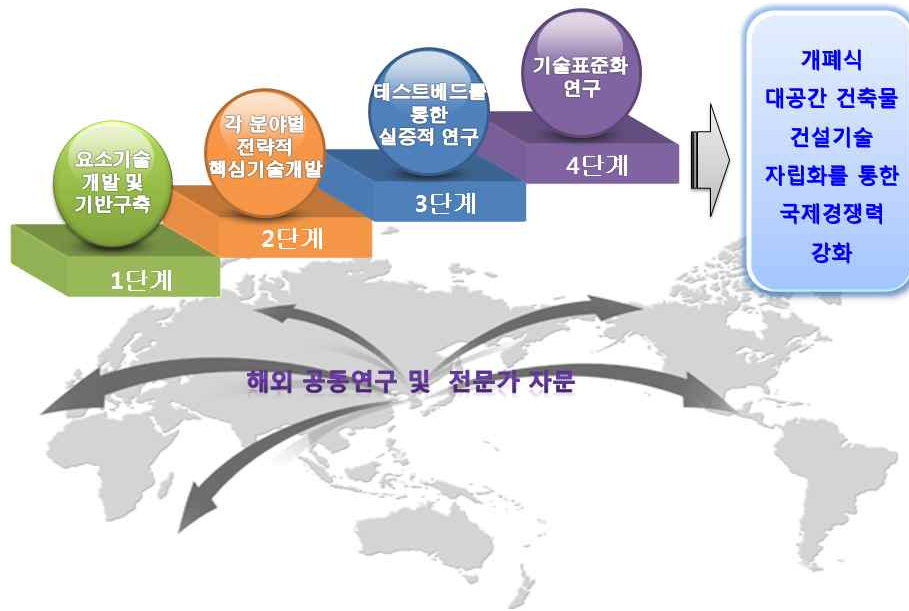 요소기술
개발 및
기반구축
1단계
각 분야별
전략적
핵심기술개발
2단계
테스트베드를
통한
실증적 연구
3단계
기술표준화
연구
4단계
개폐식
대공간 건축물
건설기술
자립화를 통한
국제경쟁력
강화
해외 공동연구 및 전문가 자문